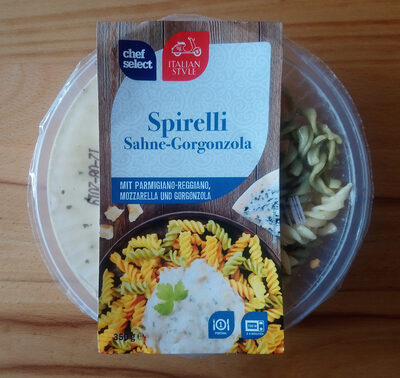 chef
select
ITALIAN
STYLE
Spirelli
Sahne-Gorgonzola
MIT PARMIGIANO-REGGIANO,
MOZZARELLA UND GORGONZOLA
350 g e